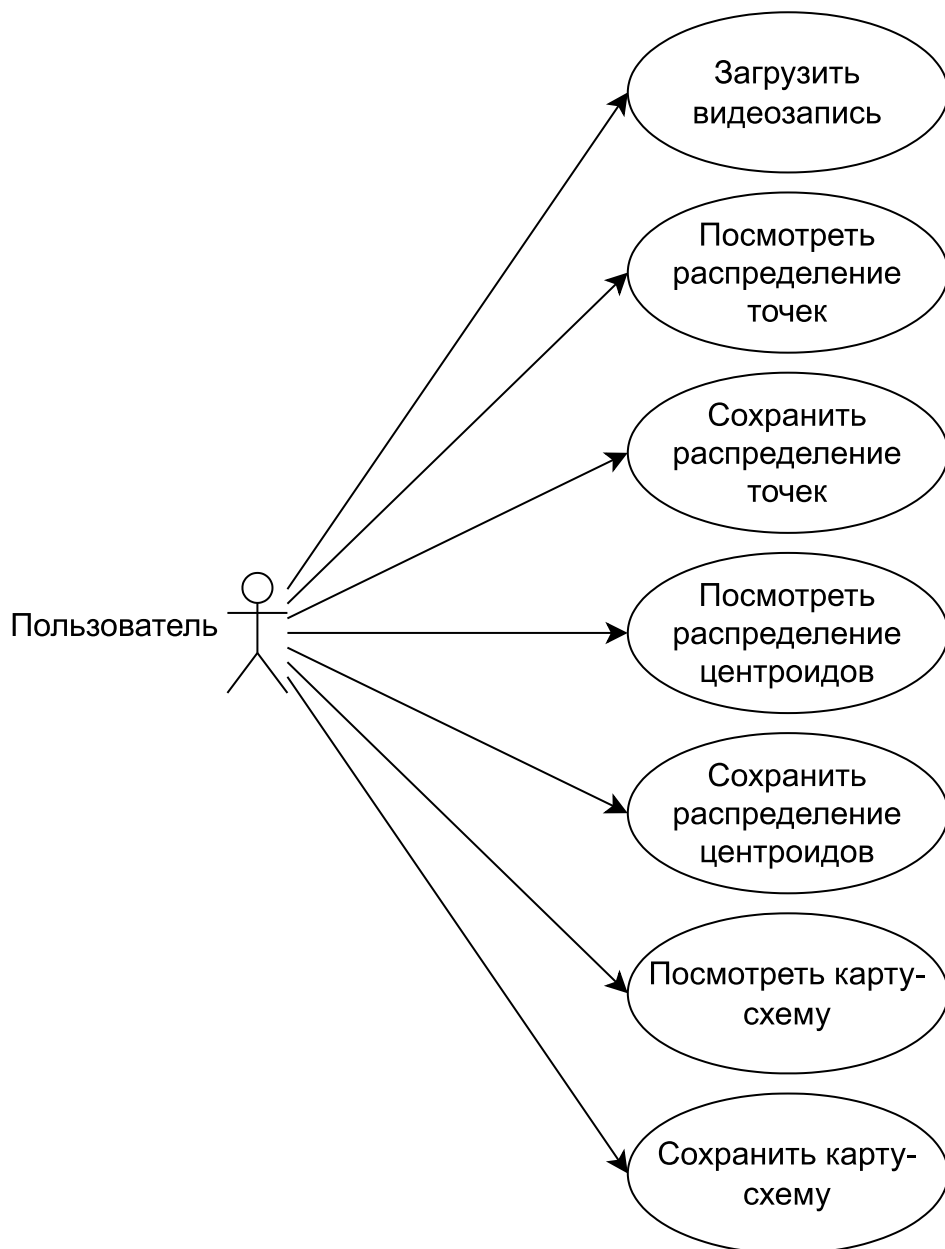 Загрузить
видеозапись
Посмотреть
распределение
точек
Сохранить
распределение
точек
Пользователь
Посмотреть
распределение
центроидов
Сохранить
распределение
центроидов
Посмотреть карту-
схему
Сохранить карту-
схему